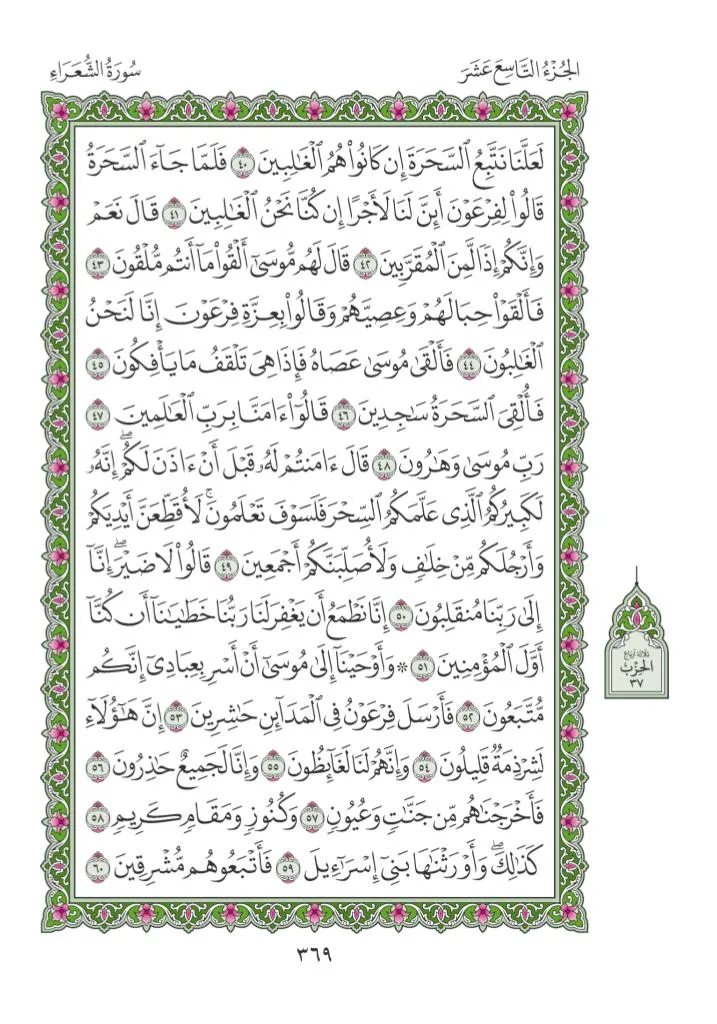 الجُزْءُ التَّاسِعَ عَشَرَ
سُورَةُ الشُّعَرَاءِ
لَعَلَّنَا نَتَّبِعُ ٱلسَّحَرَةَ إِن كَانُوا۟ هُمُ ٱلْغَٰلِبِينَ ٤٠ فَلَمَّا جَآءَ ٱلسَّحَرَةُ
قَالُوا۟ لِفِرْعَوْنَ أَئِنَّ لَنَا لَأَجْرًا إِن كُنَّا نَحْنُ ٱلْغَٰلِبِينَ ٤١ قَالَ نَعَمْ
وَإِنَّكُمْ إِذًا لَّمِنَ ٱلْمُقَرَّبِينَ ٤٢ قَالَ لَهُم مُّوسَىٰٓ أَلْقُوا۟ مَآ أَنتُم مُّلْقُونَ ٤٣
فَأَلْقَوْا۟ حِبَالَهُمْ وَعِصِيَّهُمْ وَقَالُوا۟ بِعِزَّةِ فِرْعَوْنَ إِنَّا لَنَحْنُ
ٱلْغَٰلِبُونَ ٤٤ فَأَلْقَىٰ مُوسَىٰ عَصَاهُ فَإِذَا هِىَ تَلْقَفُ مَا يَأْفِكُونَ ٤٥
فَأُلْقِىَ ٱلسَّحَرَةُ سَٰجِدِينَ ٤٦ قَالُوٓا۟ ءَامَنَّا بِرَبِّ ٱلْعَٰلَمِينَ ٤٧
رَبِّ مُوسَىٰ وَهَٰرُونَ ٤٨ قَالَ ءَامَنتُمْ لَهُۥ قَبْلَ أَنْ ءَاذَنَ لَكُمْ ۖ إِنَّهُۥ
لَكَبِيرُكُمُ ٱلَّذِى عَلَّمَكُمُ ٱلسِّحْرَ فَلَسَوْفَ تَعْلَمُونَ ۚ لَأُقَطِّعَنَّ أَيْدِيَكُمْ
وَأَرْجُلَكُم مِّنْ خِلَٰفٍ وَلَأُصَلِّبَنَّكُمْ أَجْمَعِينَ ٤٩ قَالُوا۟ لَا ضَيْرَ ۖ إِنَّآ
إِلَىٰ رَبِّنَا مُنقَلِبُونَ ٥٠ إِنَّا نَطْمَعُ أَن يَغْفِرَ لَنَا رَبُّنَا خَطَٰيَٰنَآ أَن كُنَّآ
أَوَّلَ ٱلْمُؤْمِنِينَ ٥١ ۞ وَأَوْحَيْنَآ إِلَىٰ مُوسَىٰٓ أَنْ أَسْرِ بِعِبَادِىٓ إِنَّكُم
مُّتَّبَعُونَ ٥٢ فَأَرْسَلَ فِرْعَوْنُ فِى ٱلْمَدَآئِنِ حَٰشِرِينَ ٥٣ إِنَّ هَٰٓؤُلَآءِ
لَشِرْذِمَةٌ قَلِيلُونَ ٥٤ وَإِنَّهُمْ لَنَا لَغَآئِظُونَ ٥٥ وَإِنَّا لَجَمِيعٌ حَٰذِرُونَ ٥٦
فَأَخْرَجْنَٰهُم مِّن جَنَّٰتٍ وَعُيُونٍ ٥٧ وَكُنُوزٍ وَمَقَامٍ كَرِيمٍ ٥٨
كَذَٰلِكَ ۖ وَأَوْرَثْنَٰهَا بَنِىٓ إِسْرَٰٓءِيلَ ٥٩ فَأَتْبَعُوهُم مُّشْرِقِينَ ٦٠
ثلاثة أرباع
الحِزْب
٣٧
٣٦٩